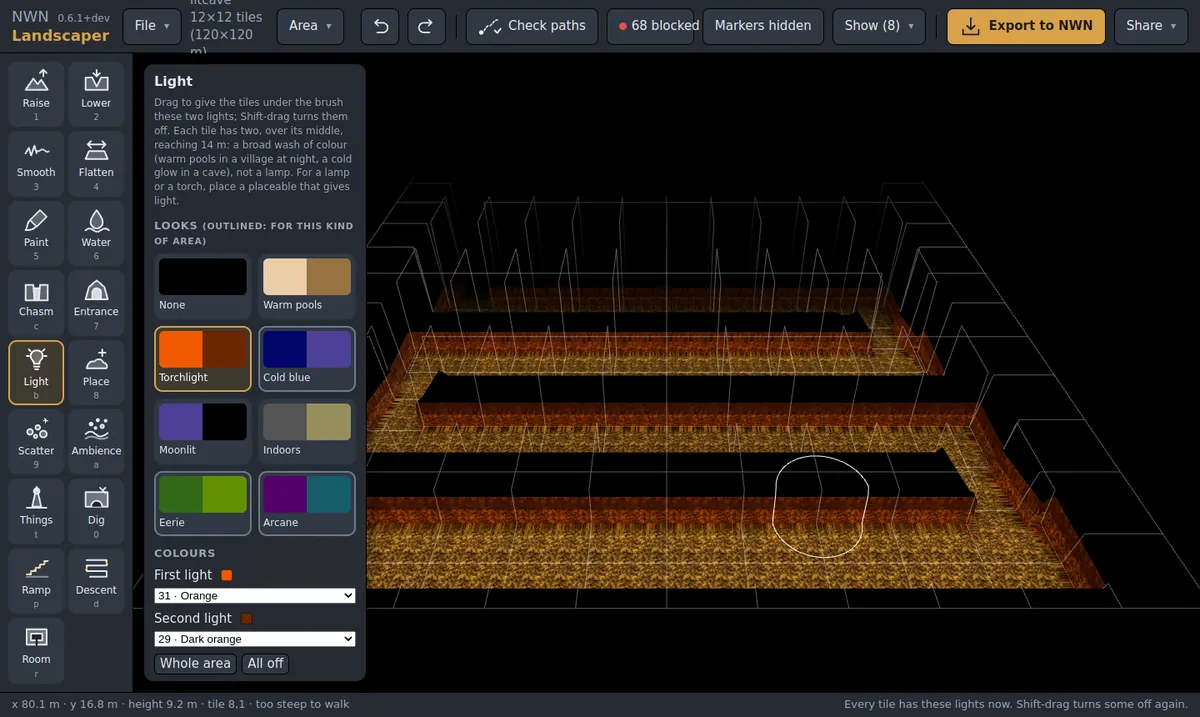 NWN 0.6.1+dev
Landscaper
File
litcave
12×12 tiles
(120×120
m)
Area
Check paths
68 blocked
Markers hidden
Show (8)
Export to NWN
Share
Raise
1
Lower
2
Smooth
3
Flatten
4
Paint
5
Water
6
Chasm
c
Entrance
7
Light
b
Place
8
Scatter
9
Ambience
a
Things
t
Dig
0
Ramp
p
Descent
d
Room
r
Light
Drag to give the tiles under the brush
these two lights; Shift-drag turns them
off. Each tile has two, over its middle,
reaching 14 m: a broad wash of colour
(warm pools in a village at night, a cold
glow in a cave), not a lamp. For a lamp
or a torch, place a placeable that gives
light.
LOOKS (OUTLINED: FOR THIS KIND
OF AREA)
None
Warm pools
Torchlight
Cold blue
Moonlit
Indoors
Eerie
Arcane
COLOURS
First light
31 · Orange
Second light
29 · Dark orange
Whole area
All off
x 80.1 m · y 16.8 m · height 9.2 m · tile 8,1 · too steep to walk
Every tile has these lights now. Shift-drag turns some off again.